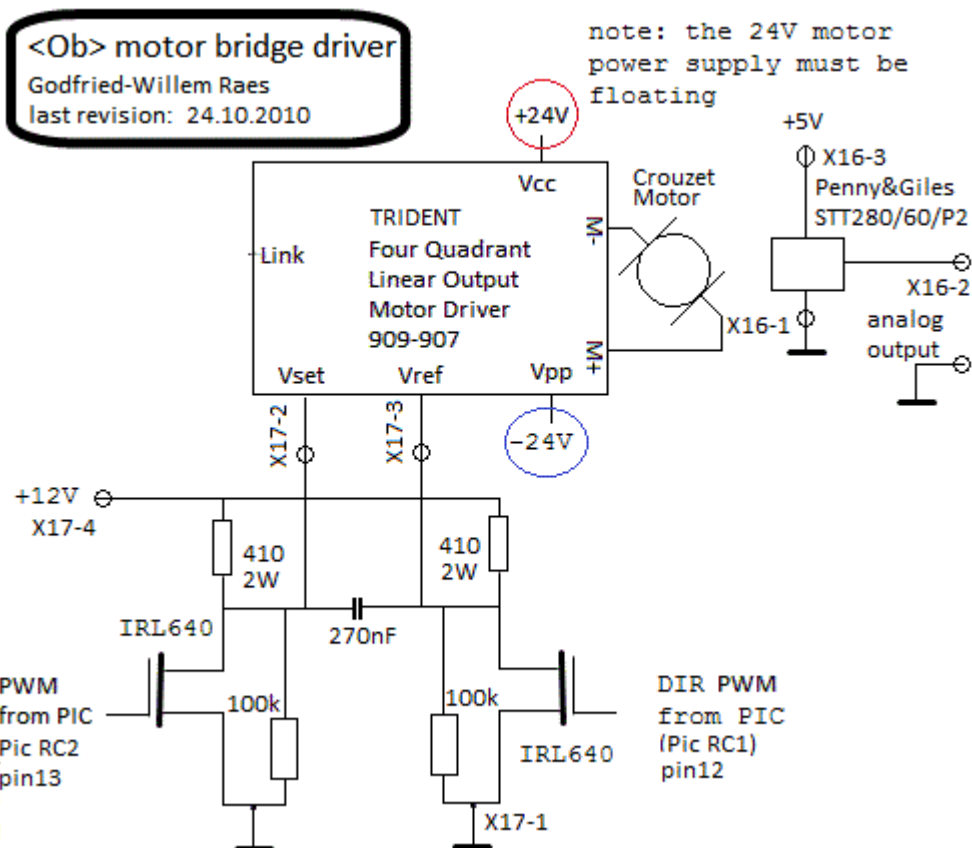 <Ob> motor bridge driver
Godfried-Willem Raes
last revision: 24.10.2010
note: the 24V motor
power supply must be
floating
+24V
+5V
X16-3
Penny&Giles
STT280/60/P2
Vcc
Crouzet
Motor
M-
TRIDENT
Four Quadrant
Linear Output
Motor Driver
909-907
Link
X16-2
X16-1
analog
output
M+
Vset
Vref
Vpp
X17-2
X17-3
-24V
+12V
X17-4
410
2W
410
2W
IRL640
270nF
PWM
from PIC
Pic RC2
pin13
100k
100k
DIR PWM
from PIC
(Pic RC1)
pin12
IRL640
X17-1